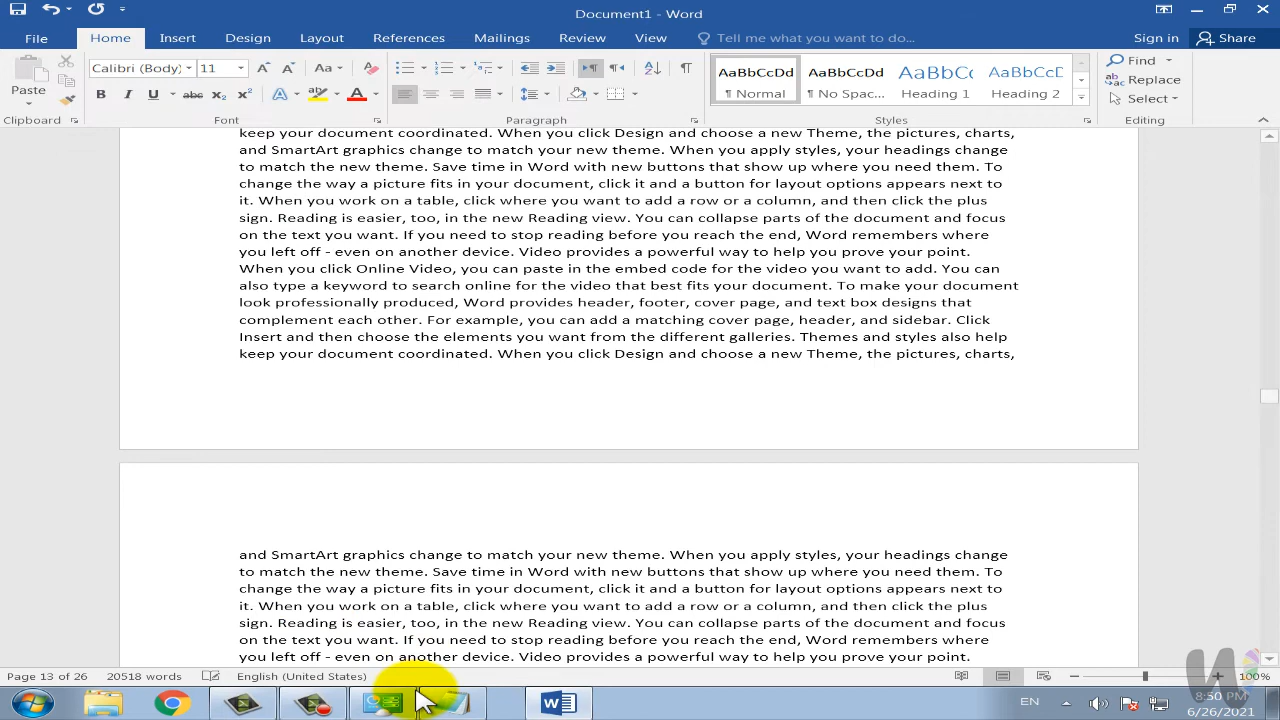 Document1 - Word
File Home Insert Design Layout References Mailings Review View Tell me what you want to do... Sign in Share
Calibri (Body) 11 Aa A
Paste B I U abc X₂ X² A A
AaBbCcDd AaBbCcDd AaBbCc AaBbCcD
¶ Normal ¶ No Spac... Heading 1 Heading 2
Find
Replace
Select
Clipboard Font Paragraph Styles Editing
keep your document coordinated. When you click Design and choose a new Theme, the pictures, charts,
and SmartArt graphics change to match your new theme. When you apply styles, your headings change
to match the new theme. Save time in Word with new buttons that show up where you need them. To
change the way a picture fits in your document, click it and a button for layout options appears next to
it. When you work on a table, click where you want to add a row or a column, and then click the plus
sign. Reading is easier, too, in the new Reading view. You can collapse parts of the document and focus
on the text you want. If you need to stop reading before you reach the end, Word remembers where
you left off - even on another device. Video provides a powerful way to help you prove your point.
When you click Online Video, you can paste in the embed code for the video you want to add. You can
also type a keyword to search online for the video that best fits your document. To make your document
look professionally produced, Word provides header, footer, cover page, and text box designs that
complement each other. For example, you can add a matching cover page, header, and sidebar. Click
Insert and then choose the elements you want from the different galleries. Themes and styles also help
keep your document coordinated. When you click Design and choose a new Theme, the pictures, charts,
and SmartArt graphics change to match your new theme. When you apply styles, your headings change
to match the new theme. Save time in Word with new buttons that show up where you need them. To
change the way a picture fits in your document, click it and a button for layout options appears next to
it. When you work on a table, click where you want to add a row or a column, and then click the plus
sign. Reading is easier, too, in the new Reading view. You can collapse parts of the document and focus
on the text you want. If you need to stop reading before you reach the end, Word remembers where
you left off - even on another device. Video provides a powerful way to help you prove your point.
Page 13 of 26 20518 words English (United States) 100%
EN 8:50 PM
6/26/2021